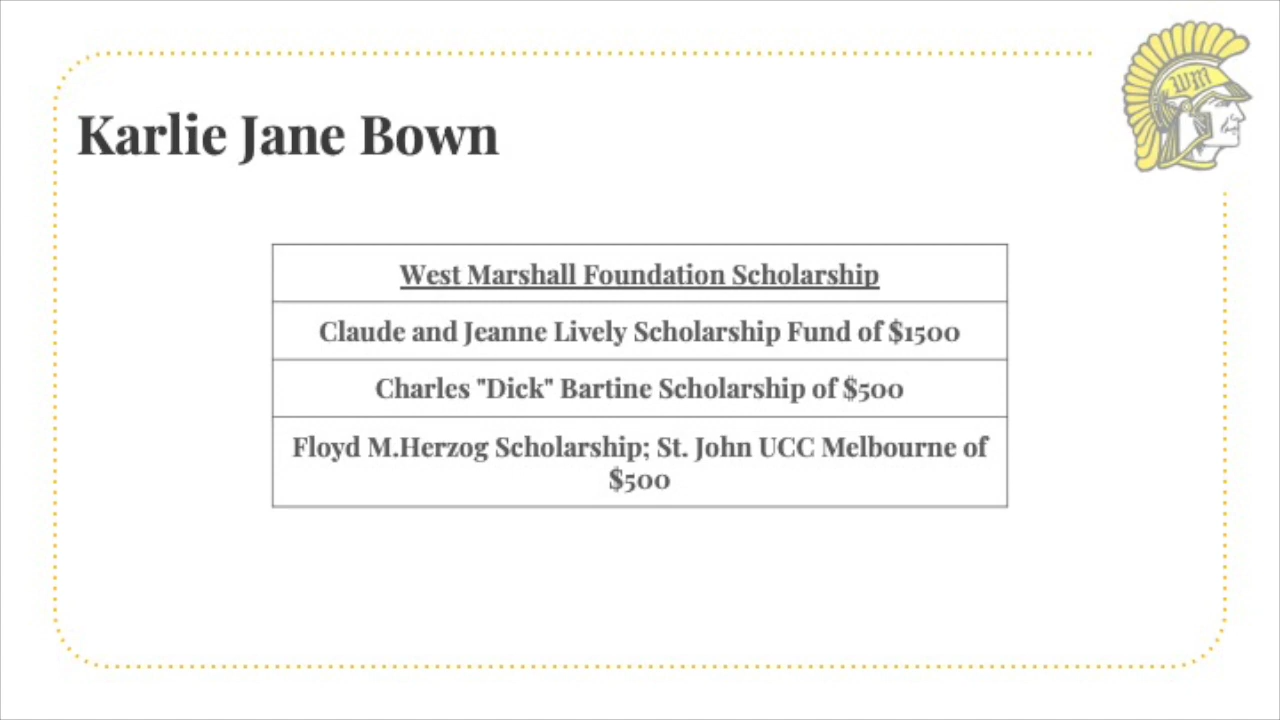 WM
Karlie Jane Bown
West Marshall Foundation Scholarship
Claude and Jeanne Lively Scholarship Fund of $1500
Charles "Dick" Bartine Scholarship of $500
Floyd M.Herzog Scholarship; St. John UCC Melbourne of
$500